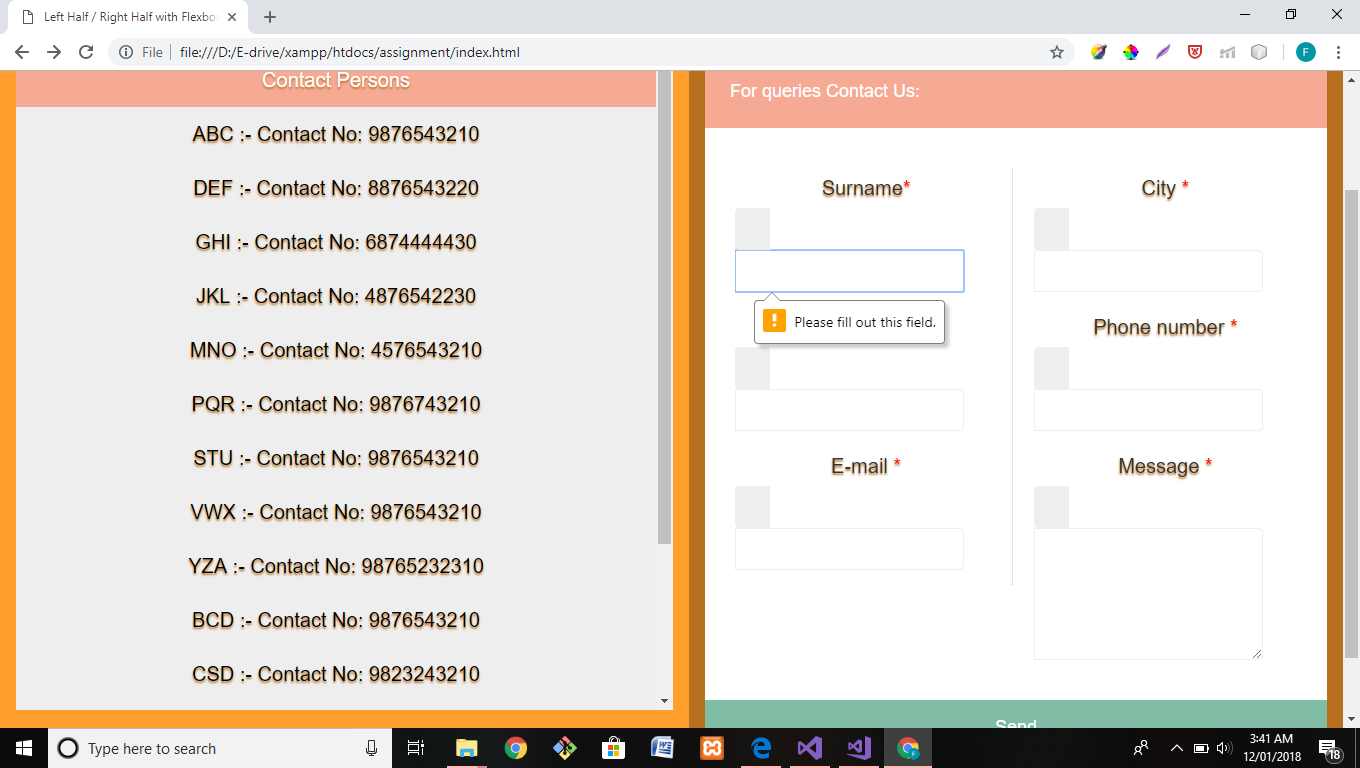 Left Half / Right Half with Flexbo
File file:///D:/E-drive/xampp/htdocs/assignment/index.html
F
Contact Persons
ABC :- Contact No: 9876543210
DEF :- Contact No: 8876543220
GHI :- Contact No: 6874444430
JKL :- Contact No: 4876542230
MNO :- Contact No: 4576543210
PQR :- Contact No: 9876743210
STU :- Contact No: 9876543210
VWX :- Contact No: 9876543210
YZA :- Contact No: 98765232310
BCD :- Contact No: 9876543210
CSD :- Contact No: 9823243210
For queries Contact Us:
Surname*
Please fill out this field.
E-mail *
City *
Phone number *
Message *
Send
Type here to search
3:41 AM
12/01/2018
18